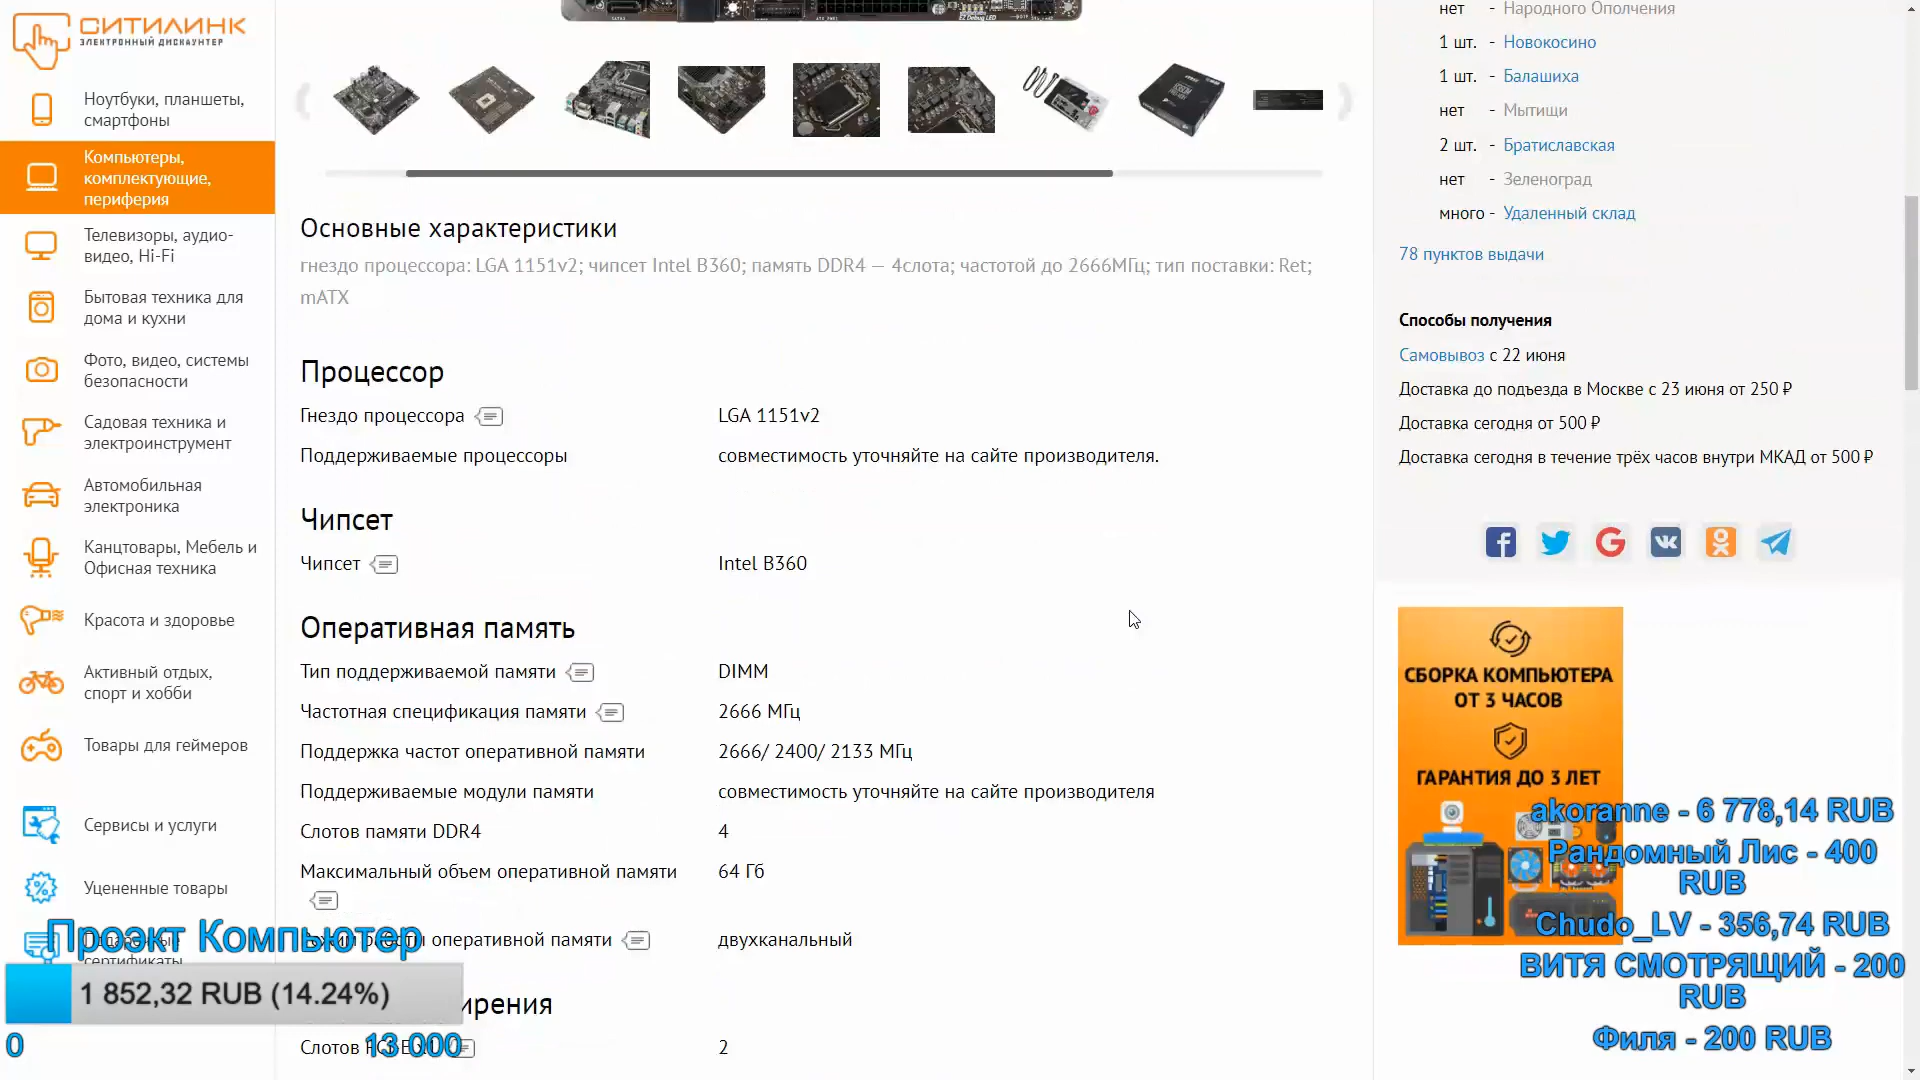 СИТИЛИНК
ЭЛЕКТРОННЫЙ ДИСКАУНТЕР
Ноутбуки, планшеты,
смартфоны
Компьютеры,
комплектующие,
периферия
Телевизоры, аудио-
видео, Hi-Fi
Бытовая техника для
дома и кухни
Фото, видео, системы
безопасности
Садовая техника и
электроинструмент
Автомобильная
электроника
Канцтовары, Мебель и
Офисная техника
Красота и здоровье
Активный отдых,
спорт и хобби
Товары для геймеров
Сервисы и услуги
Уцененные товары
сертификаты
Проэкт Компьютер
1 852,32 RUB (14.24%)
0
13 000
EZ Debug LED
Основные характеристики
гнездо процессора: LGA 1151v2; чипсет Intel B360; память DDR4 — 4слота; частотой до 2666МГц; тип поставки: Ret;
mATX
Процессор
Гнездо процессора LGA 1151v2
Поддерживаемые процессоры совместимость уточняйте на сайте производителя.
Чипсет
Чипсет Intel B360
Оперативная память
Тип поддерживаемой памяти DIMM
Частотная спецификация памяти 2666 МГц
Поддержка частот оперативной памяти 2666/ 2400/ 2133 МГц
Поддерживаемые модули памяти совместимость уточняйте на сайте производителя
Слотов памяти DDR4 4
Максимальный объем оперативной памяти 64 Гб
оперативной памяти двухканальный
ирения
Слотов 2
нет - Народного Ополчения
1 шт. - Новокосино
1 шт. - Балашиха
нет - Мытищи
2 шт. - Братиславская
нет - Зеленоград
много - Удаленный склад
78 пунктов выдачи
Способы получения
Самовывоз с 22 июня
Доставка до подъезда в Москве с 23 июня от 250 ₽
Доставка сегодня от 500 ₽
Доставка сегодня в течение трёх часов внутри МКАД от 500 ₽
СБОРКА КОМПЬЮТЕРА
ОТ 3 ЧАСОВ
ГАРАНТИЯ ДО 3 ЛЕТ
akoranne - 6 778,14 RUB
Рандомный Лис - 400
RUB
Chudo_LV - 356,74 RUB
ВИТЯ СМОТРЯЩИЙ - 200
RUB
Филя - 200 RUB